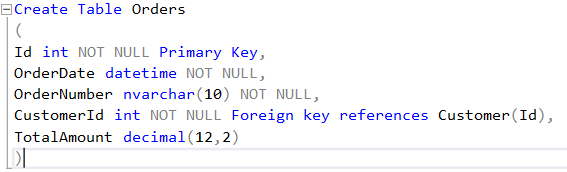 Create Table Orders
(
Id int NOT NULL Primary Key,
OrderDate datetime NOT NULL,
OrderNumber nvarchar(10) NOT NULL,
CustomerId int NOT NULL Foreign key references Customer(Id),
TotalAmount decimal(12,2)
)